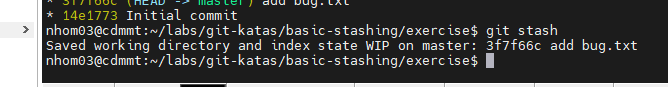 * 3f7f66c (HEAD -> master) add bug.txt
* 14e1773 Initial commit
nhom03@cdmmt:~/labs/git-katas/basic-stashing/exercise$ git stash
Saved working directory and index state WIP on master: 3f7f66c add bug.txt
nhom03@cdmmt:~/labs/git-katas/basic-stashing/exercise$